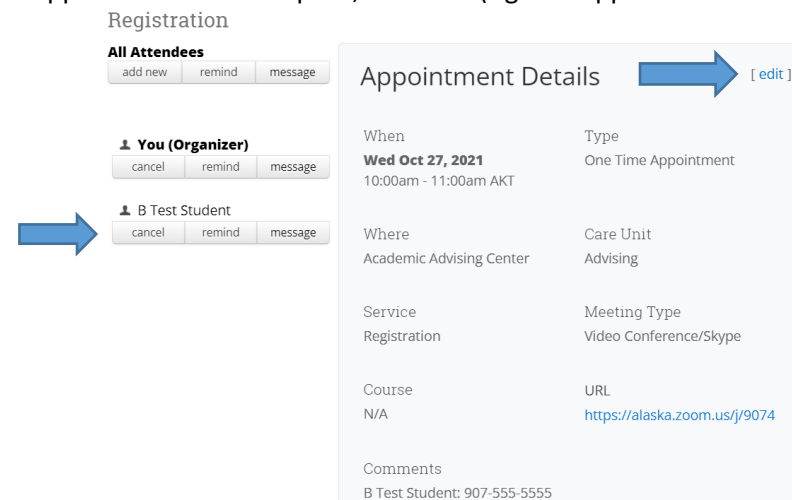 Registration
All Attendees
add new remind message
You (Organizer)
cancel remind message
B Test Student
cancel remind message
Appointment Details
[ edit ]
When
Wed Oct 27, 2021
10:00am - 11:00am AKT
Type
One Time Appointment
Where
Academic Advising Center
Care Unit
Advising
Service
Registration
Meeting Type
Video Conference/Skype
Course
N/A
URL
https://alaska.zoom.us/j/9074
Comments
B Test Student: 907-555-5555